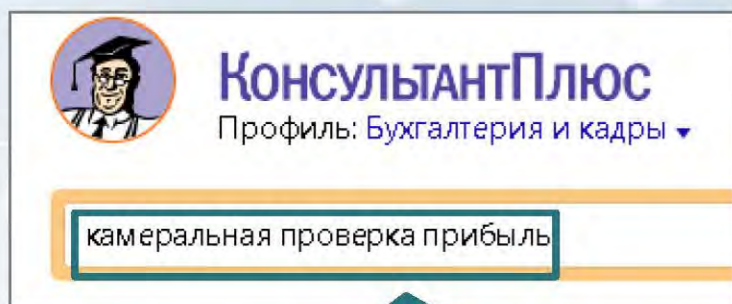 КонсультантПлюс
Профиль: Бухгалтерия и кадры
камеральная проверка прибыль